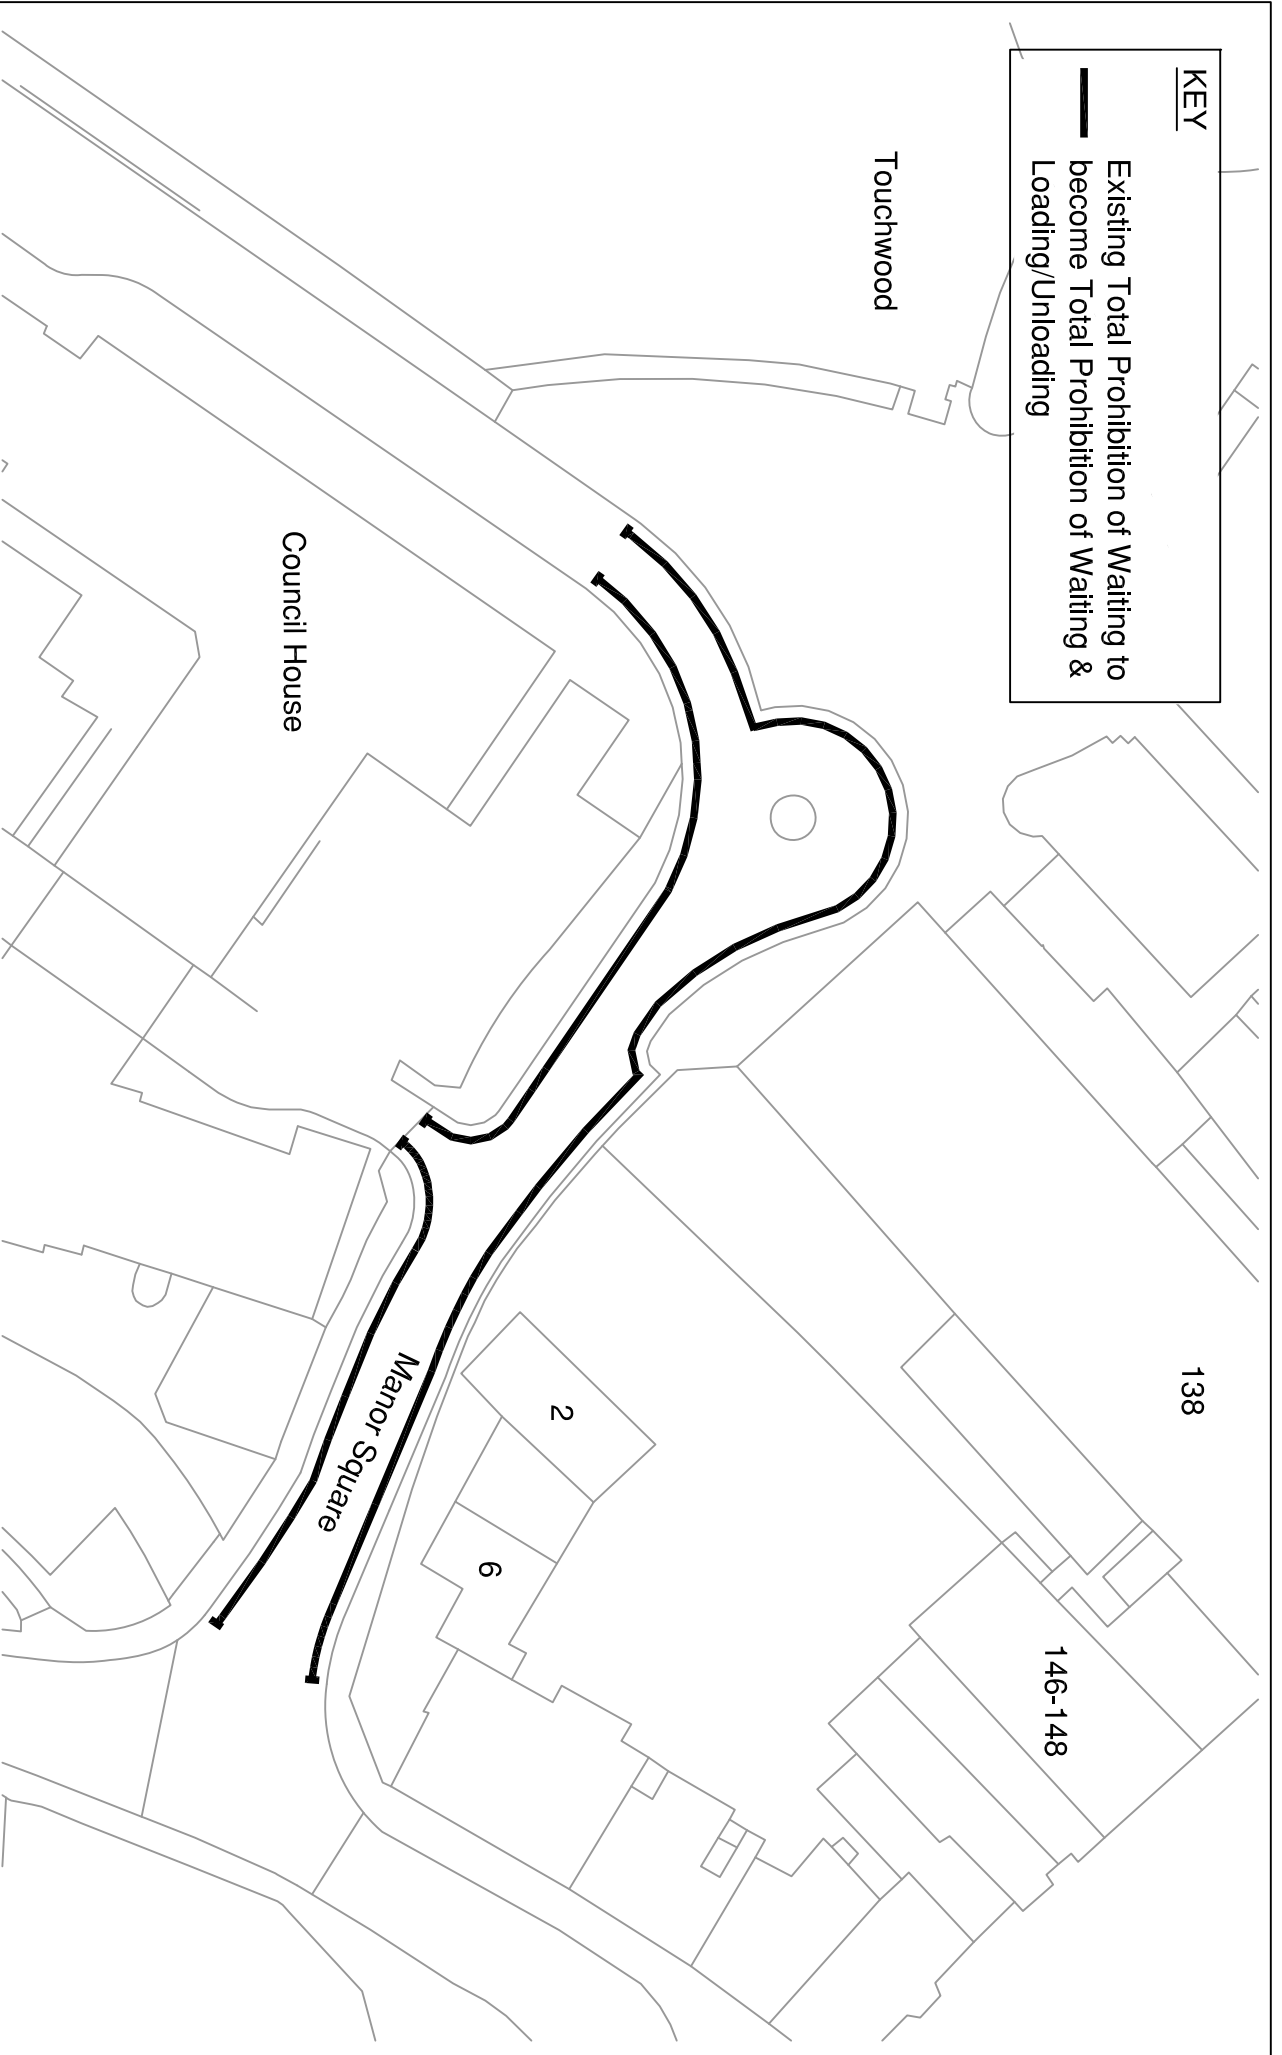 KEY
Existing Total Prohibition of Waiting to
become Total Prohibition of Waiting &
Loading/Unloading
Touchwood
Council House
138
146-148
2
6
Manor Square